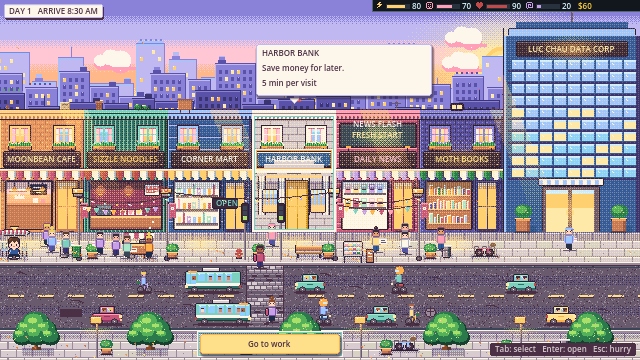 DAY 1 ARRIVE 8:30 AM
80 70 90 20 $60
HARBOR BANK
Save money for later.
5 min per visit
LUC CHAU DATA CORP
NEWS FLASH
FRESH START
MOONBEAN CAFE
SIZZLE NOODLES
CORNER MART
HARBOR BANK
DAILY NEWS
MOTH BOOKS
OPEN
Go to work
Tab: select Enter: open Esc: hurry